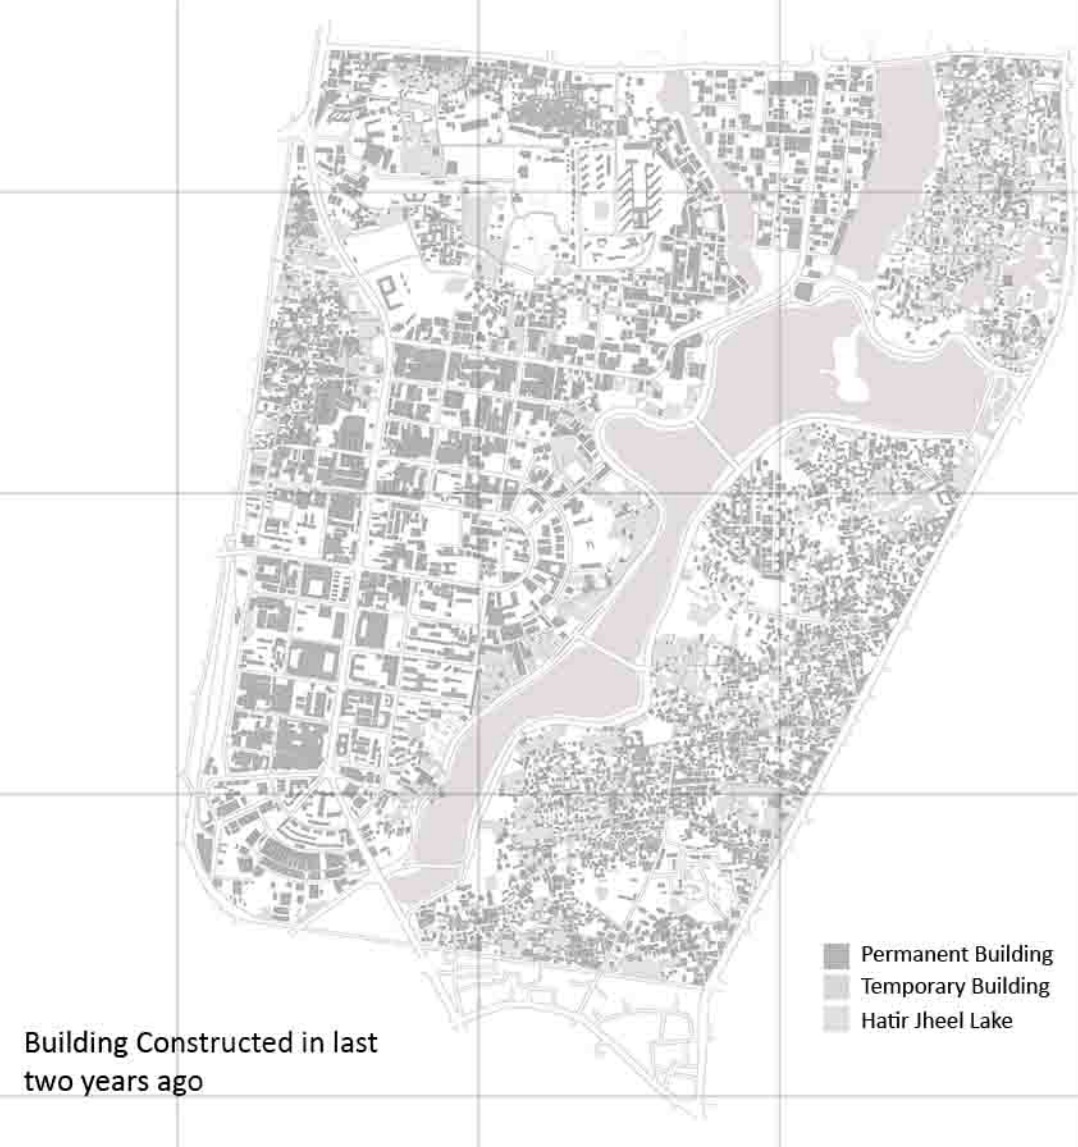 Permanent Building
Temporary Building
Hatir Jheel Lake
Building Constructed in last
two years ago